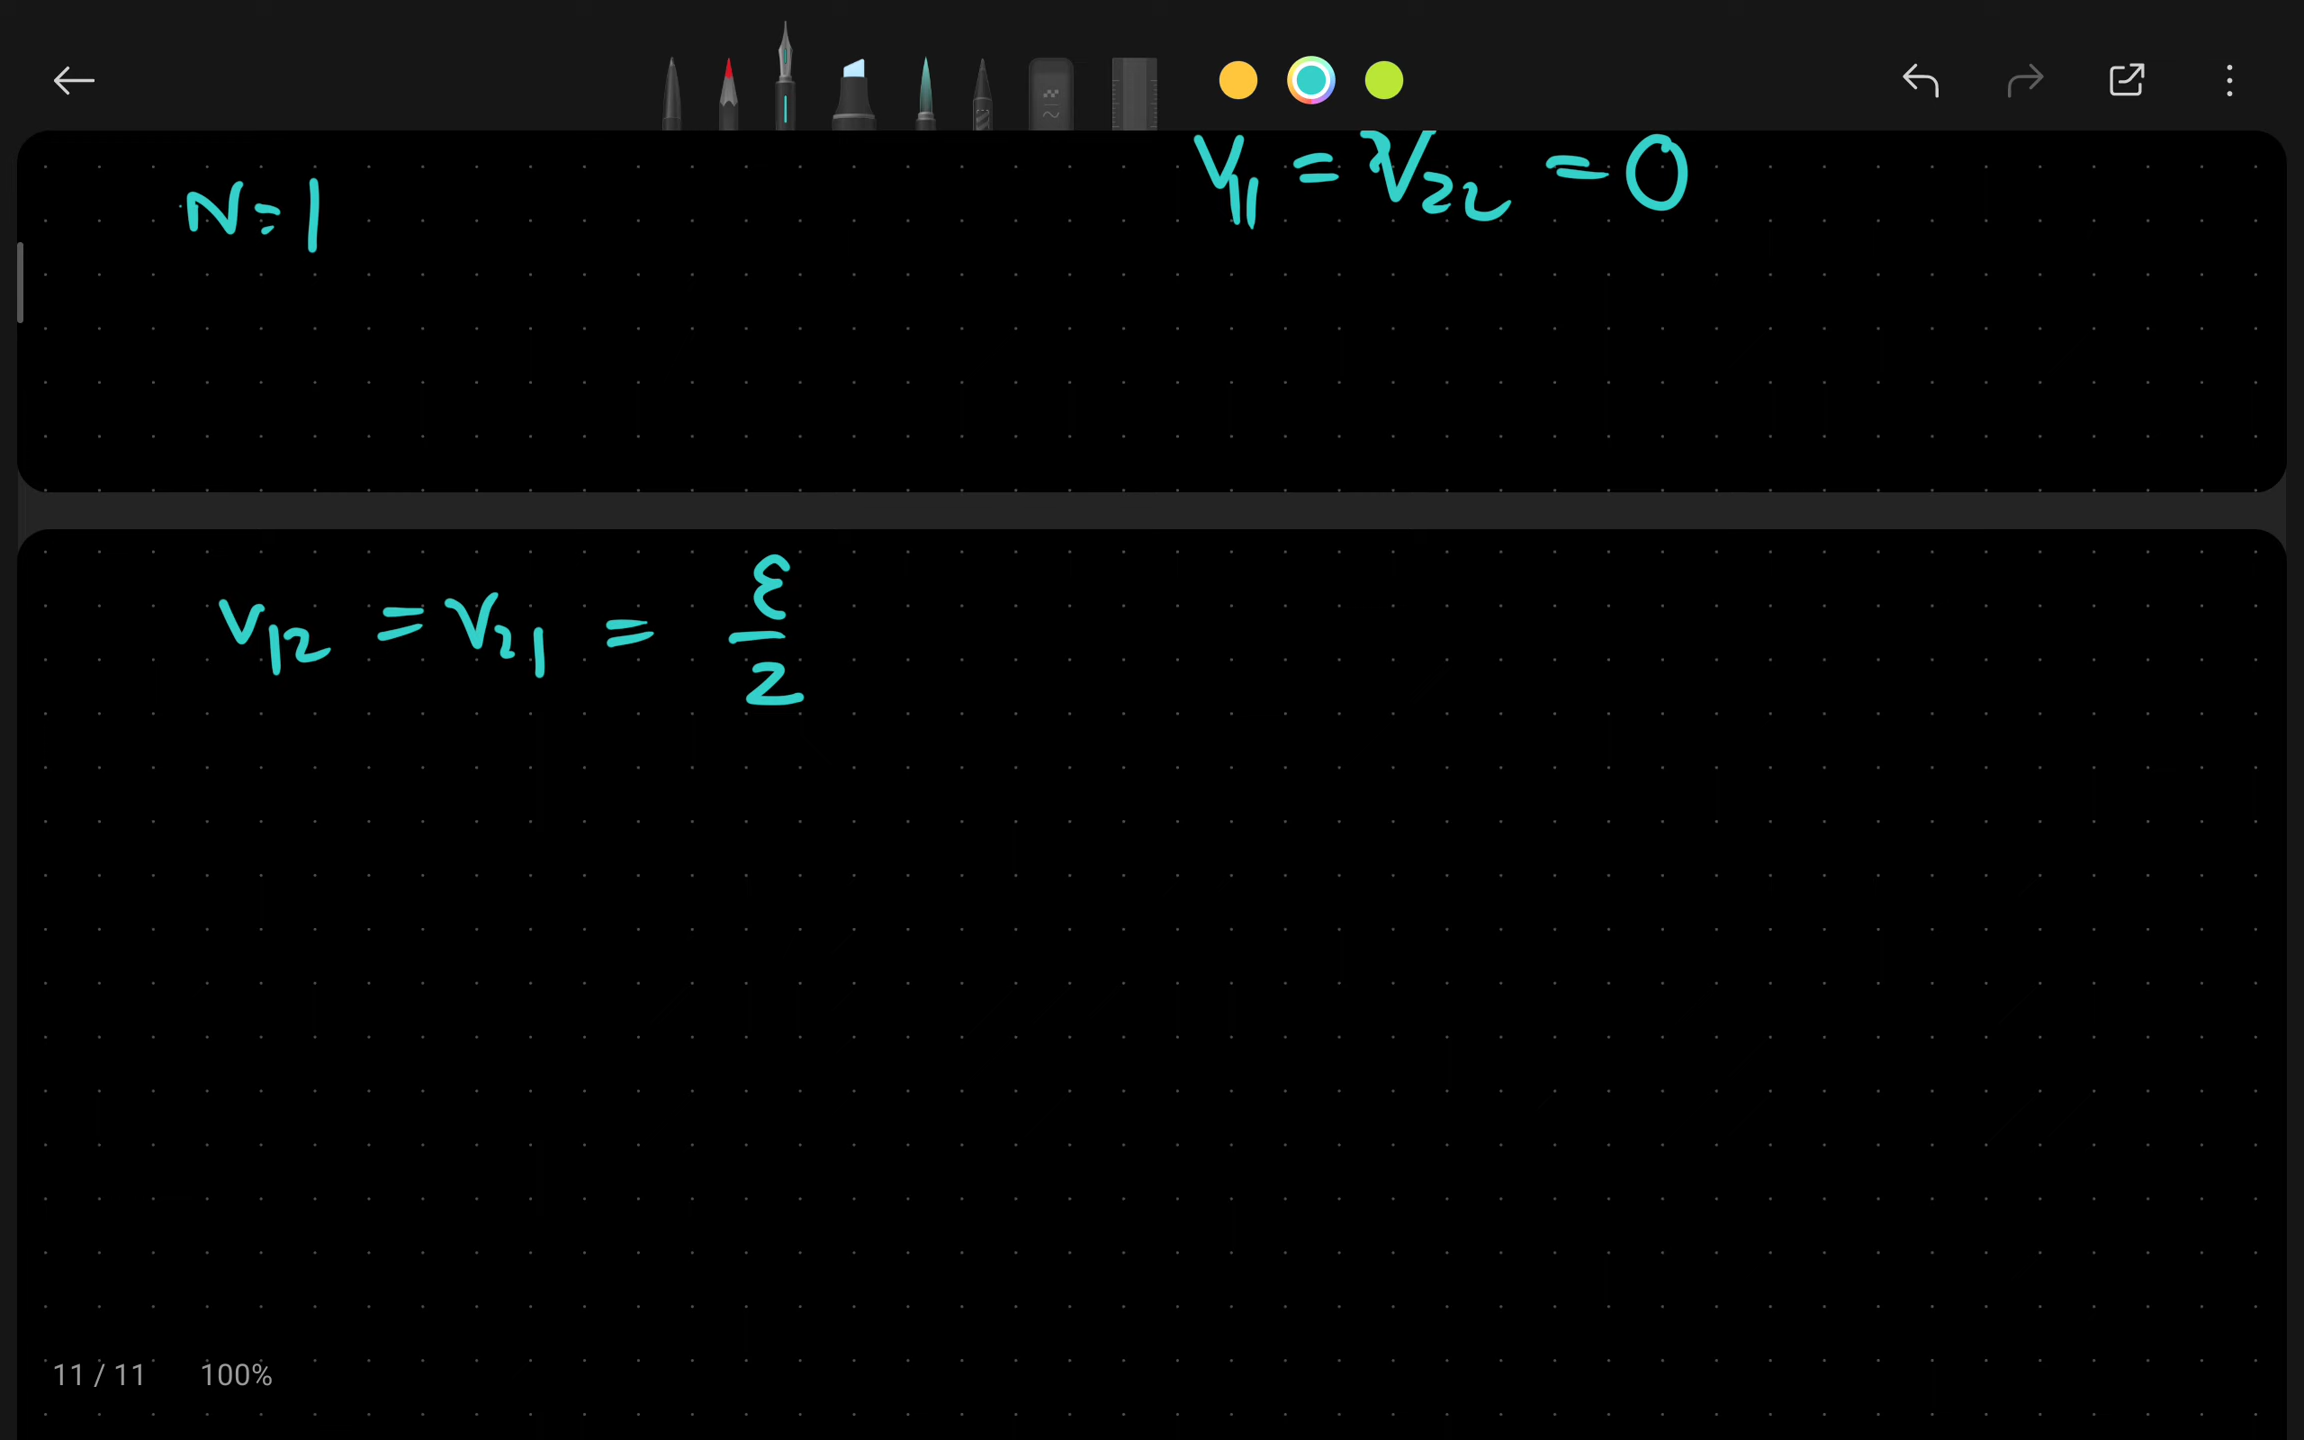 V₁₁ = V₂₂ = 0
N = 1
V₁₂ = V₂₁ = ε/2
11 / 11 100%